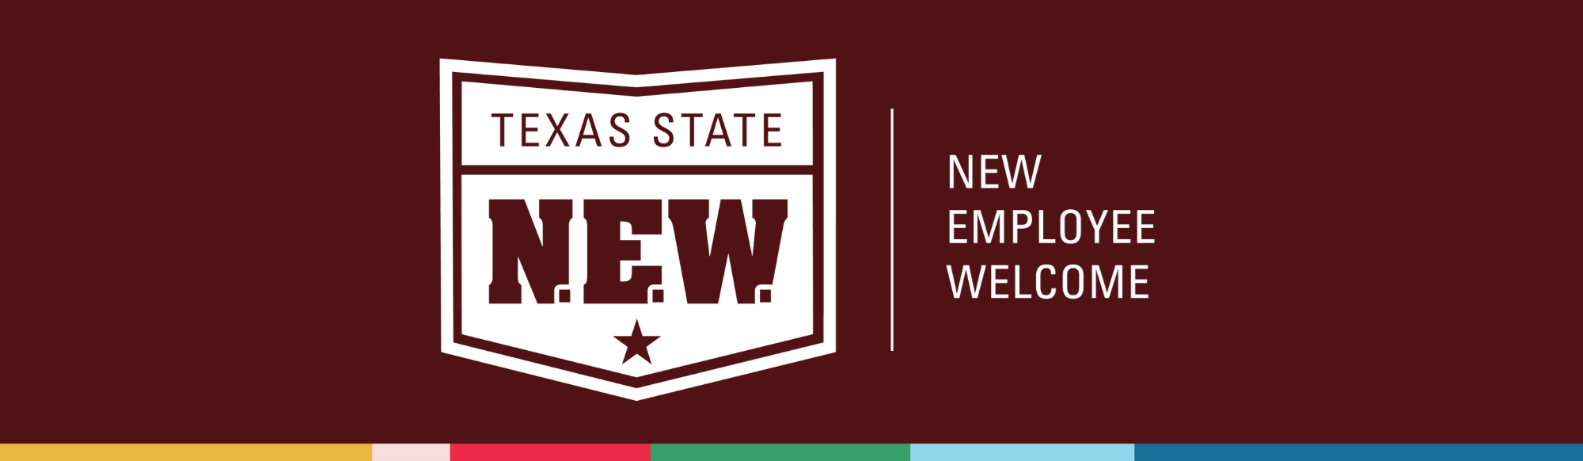 TEXAS STATE
N.E.W.
NEW
EMPLOYEE
WELCOME